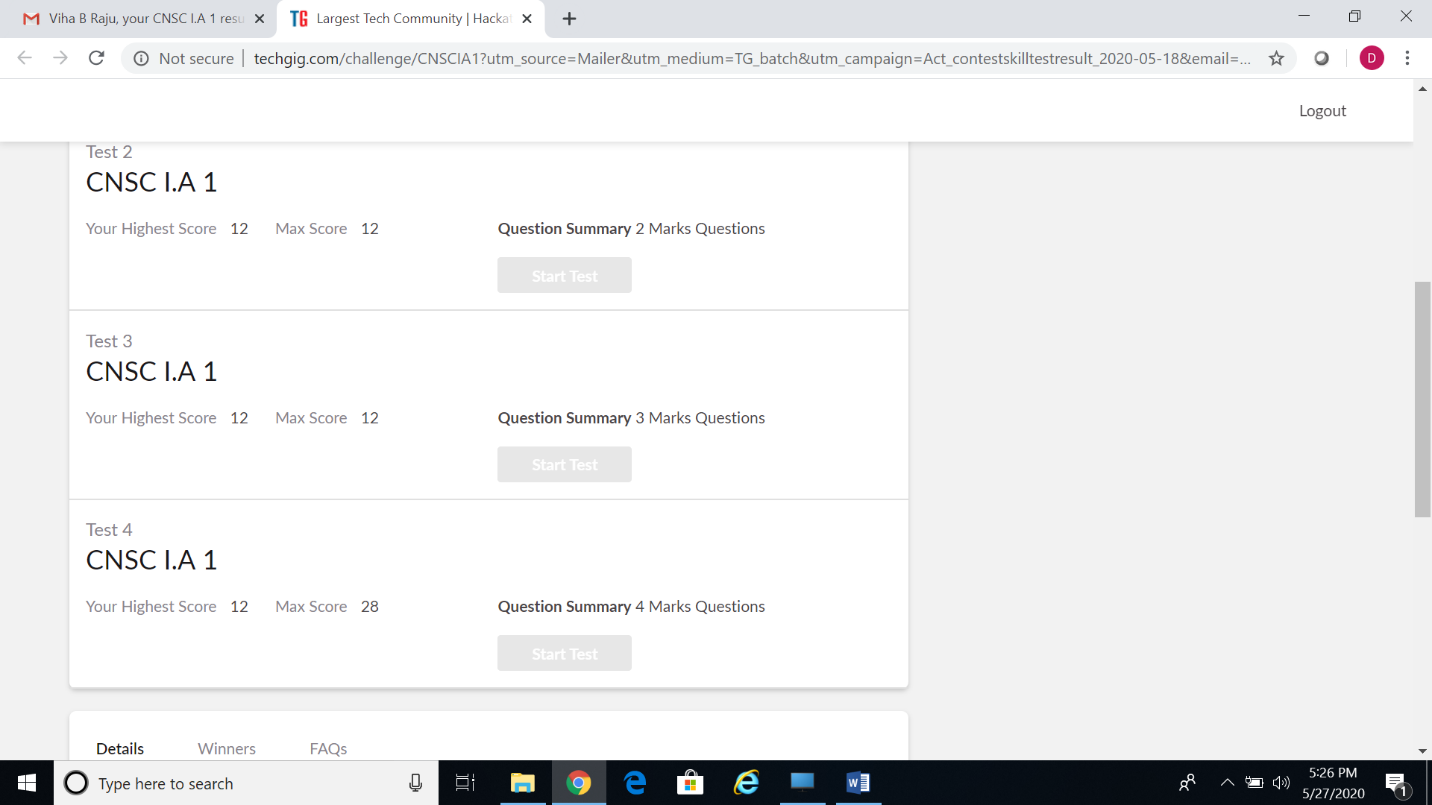 Viha B Raju, your CNSC I.A 1 resu
TG Largest Tech Community | Hackat
Not secure | techgig.com/challenge/CNSCIA1?utm_source=Mailer&utm_medium=TG_batch&utm_campaign=Act_contestskilltestresult_2020-05-18&email=...
D
Logout
Test 2
CNSC I.A 1
Your Highest Score 12 Max Score 12 Question Summary 2 Marks Questions
Start Test
Test 3
CNSC I.A 1
Your Highest Score 12 Max Score 12 Question Summary 3 Marks Questions
Start Test
Test 4
CNSC I.A 1
Your Highest Score 12 Max Score 28 Question Summary 4 Marks Questions
Start Test
Details Winners FAQs
Type here to search
5:26 PM
5/27/2020
1